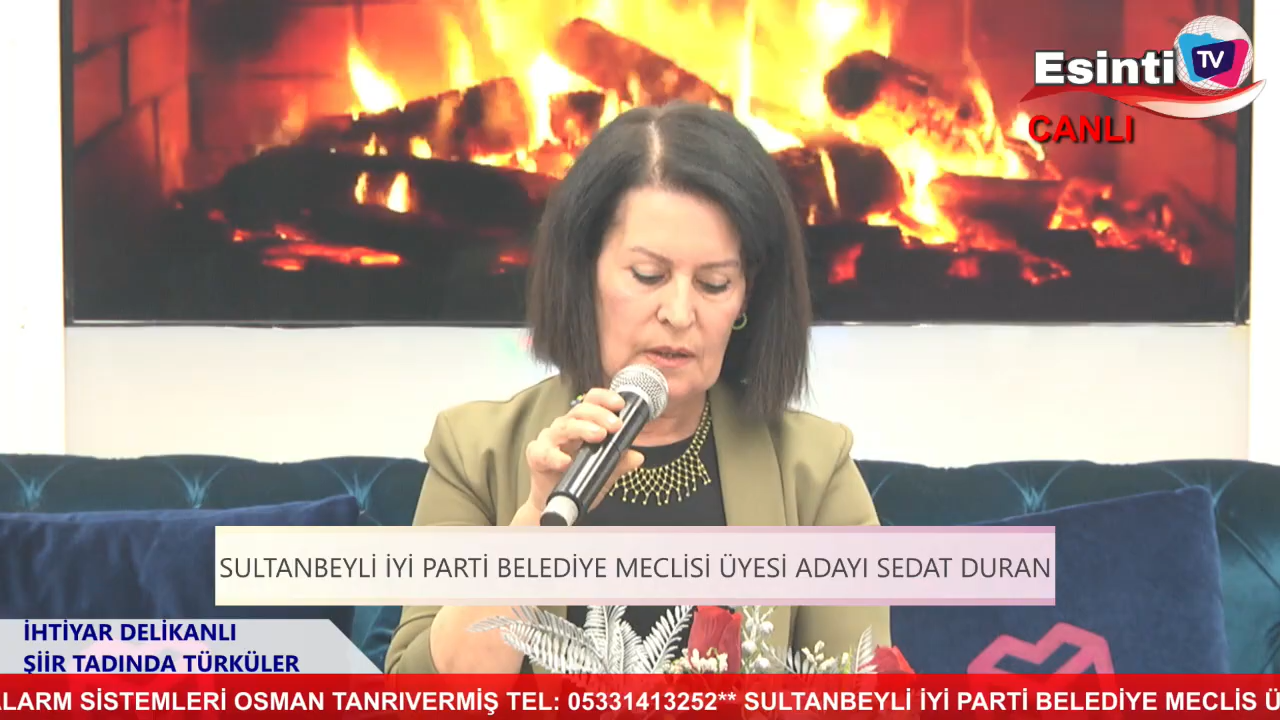 Esinti TV
CANLI
SULTANBEYLİ İYİ PARTİ BELEDİYE MECLİSİ ÜYESİ ADAYI SEDAT DURAN
İHTİYAR DELİKANLI
ŞİİR TADINDA TÜRKÜLER
ALARM SİSTEMLERİ OSMAN TANRIVERMİŞ TEL: 05331413252** SULTANBEYLİ İYİ PARTİ BELEDİYE MECLİS Ü